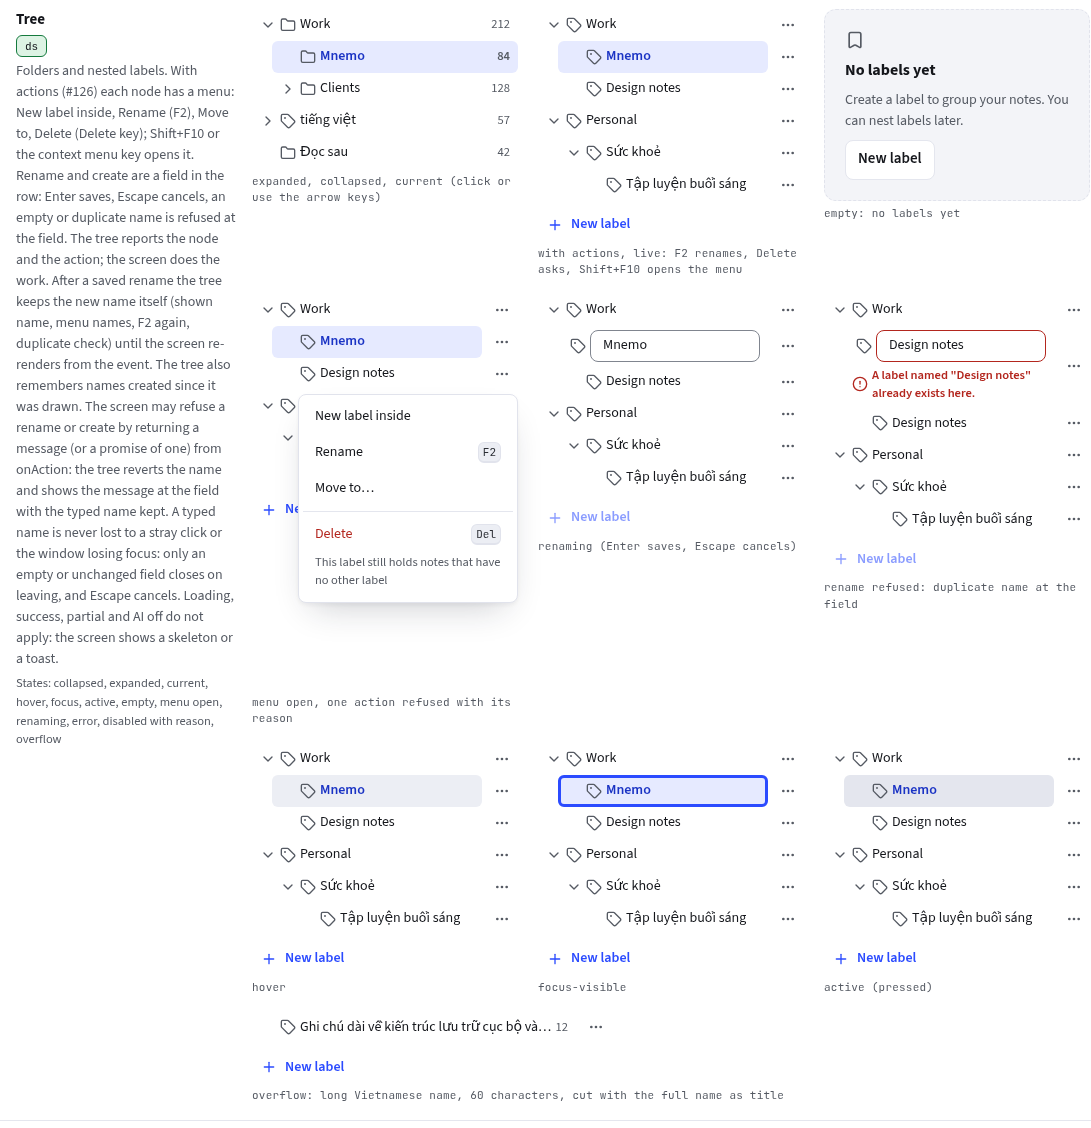 Tree
ds
Folders and nested labels. With
actions (#126) each node has a menu:
New label inside, Rename (F2), Move
to, Delete (Delete key); Shift+F10 or
the context menu key opens it.
Rename and create are a field in the
row: Enter saves, Escape cancels, an
empty or duplicate name is refused at
the field. The tree reports the node
and the action; the screen does the
work. After a saved rename the tree
keeps the new name itself (shown
name, menu names, F2 again,
duplicate check) until the screen re-
renders from the event. The tree also
remembers names created since it
was drawn. The screen may refuse a
rename or create by returning a
message (or a promise of one) from
onAction: the tree reverts the name
and shows the message at the field
with the typed name kept. A typed
name is never lost to a stray click or
the window losing focus: only an
empty or unchanged field closes on
leaving, and Escape cancels. Loading,
success, partial and AI off do not
apply: the screen shows a skeleton or
a toast.
States: collapsed, expanded, current,
hover, focus, active, empty, menu open,
renaming, error, disabled with reason,
overflow
Work 212
Mnemo 84
Clients 128
tiếng việt 57
Đọc sau 42
expanded, collapsed, current (click or
use the arrow keys)
Work
Mnemo
Design notes
Personal
Sức khoẻ
Tập luyện buổi sáng
New label
with actions, live: F2 renames, Delete
asks, Shift+F10 opens the menu
No labels yet
Create a label to group your notes. You
can nest labels later.
New label
empty: no labels yet
Work
Mnemo
Design notes
New label inside
Rename F2
Move to…
Ne
Delete Del
This label still holds notes that have
no other label
menu open, one action refused with its
reason
Work
Mnemo
Design notes
Personal
Sức khoẻ
Tập luyện buổi sáng
New label
renaming (Enter saves, Escape cancels)
Work
Design notes
A label named "Design notes"
already exists here.
Design notes
Personal
Sức khoẻ
Tập luyện buổi sáng
New label
rename refused: duplicate name at the
field
Work
Mnemo
Design notes
Personal
Sức khoẻ
Tập luyện buổi sáng
New label
hover
Work
Mnemo
Design notes
Personal
Sức khoẻ
Tập luyện buổi sáng
New label
focus-visible
Work
Mnemo
Design notes
Personal
Sức khoẻ
Tập luyện buổi sáng
New label
active (pressed)
Ghi chú dài về kiến trúc lưu trữ cục bộ và… 12
New label
overflow: long Vietnamese name, 60 characters, cut with the full name as title